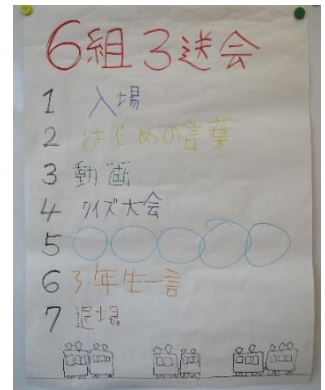 6組3送会
1 入場
2 はじめの言葉
3 動画
4 クイズ大会
5 ○○○○○
6 3年生一言
7 退場